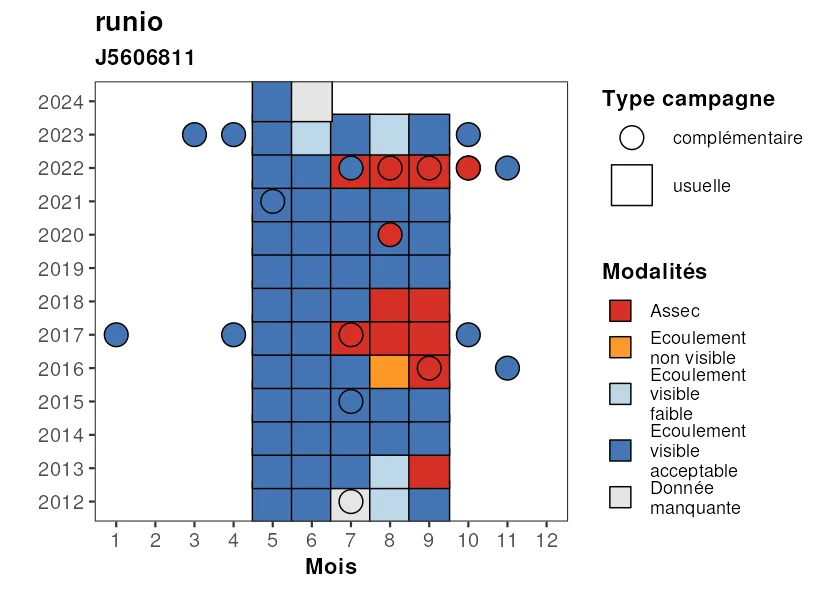 runio
J5606811
2024
2023
2022
2021
2020
2019
2018
2017
2016
2015
2014
2013
2012
1 2 3 4 5 6 7 8 9 10 11 12
Mois
Type campagne
complémentaire
usuelle
Modalités
Assec
Ecoulement
non visible
Ecoulement
visible
faible
Ecoulement
visible
acceptable
Donnée
manquante